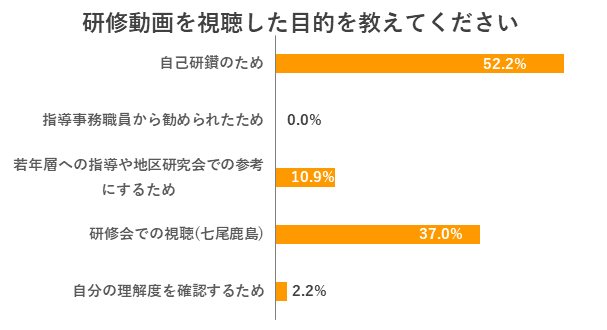 研修動画を視聴した目的を教えてください
自己研鑽のため
52.2%
指導事務職員から勧められたため
0.0%
若年層への指導や地区研究会での参考
にするため
10.9%
研修会での視聴(七尾鹿島)
37.0%
自分の理解度を確認するため
2.2%